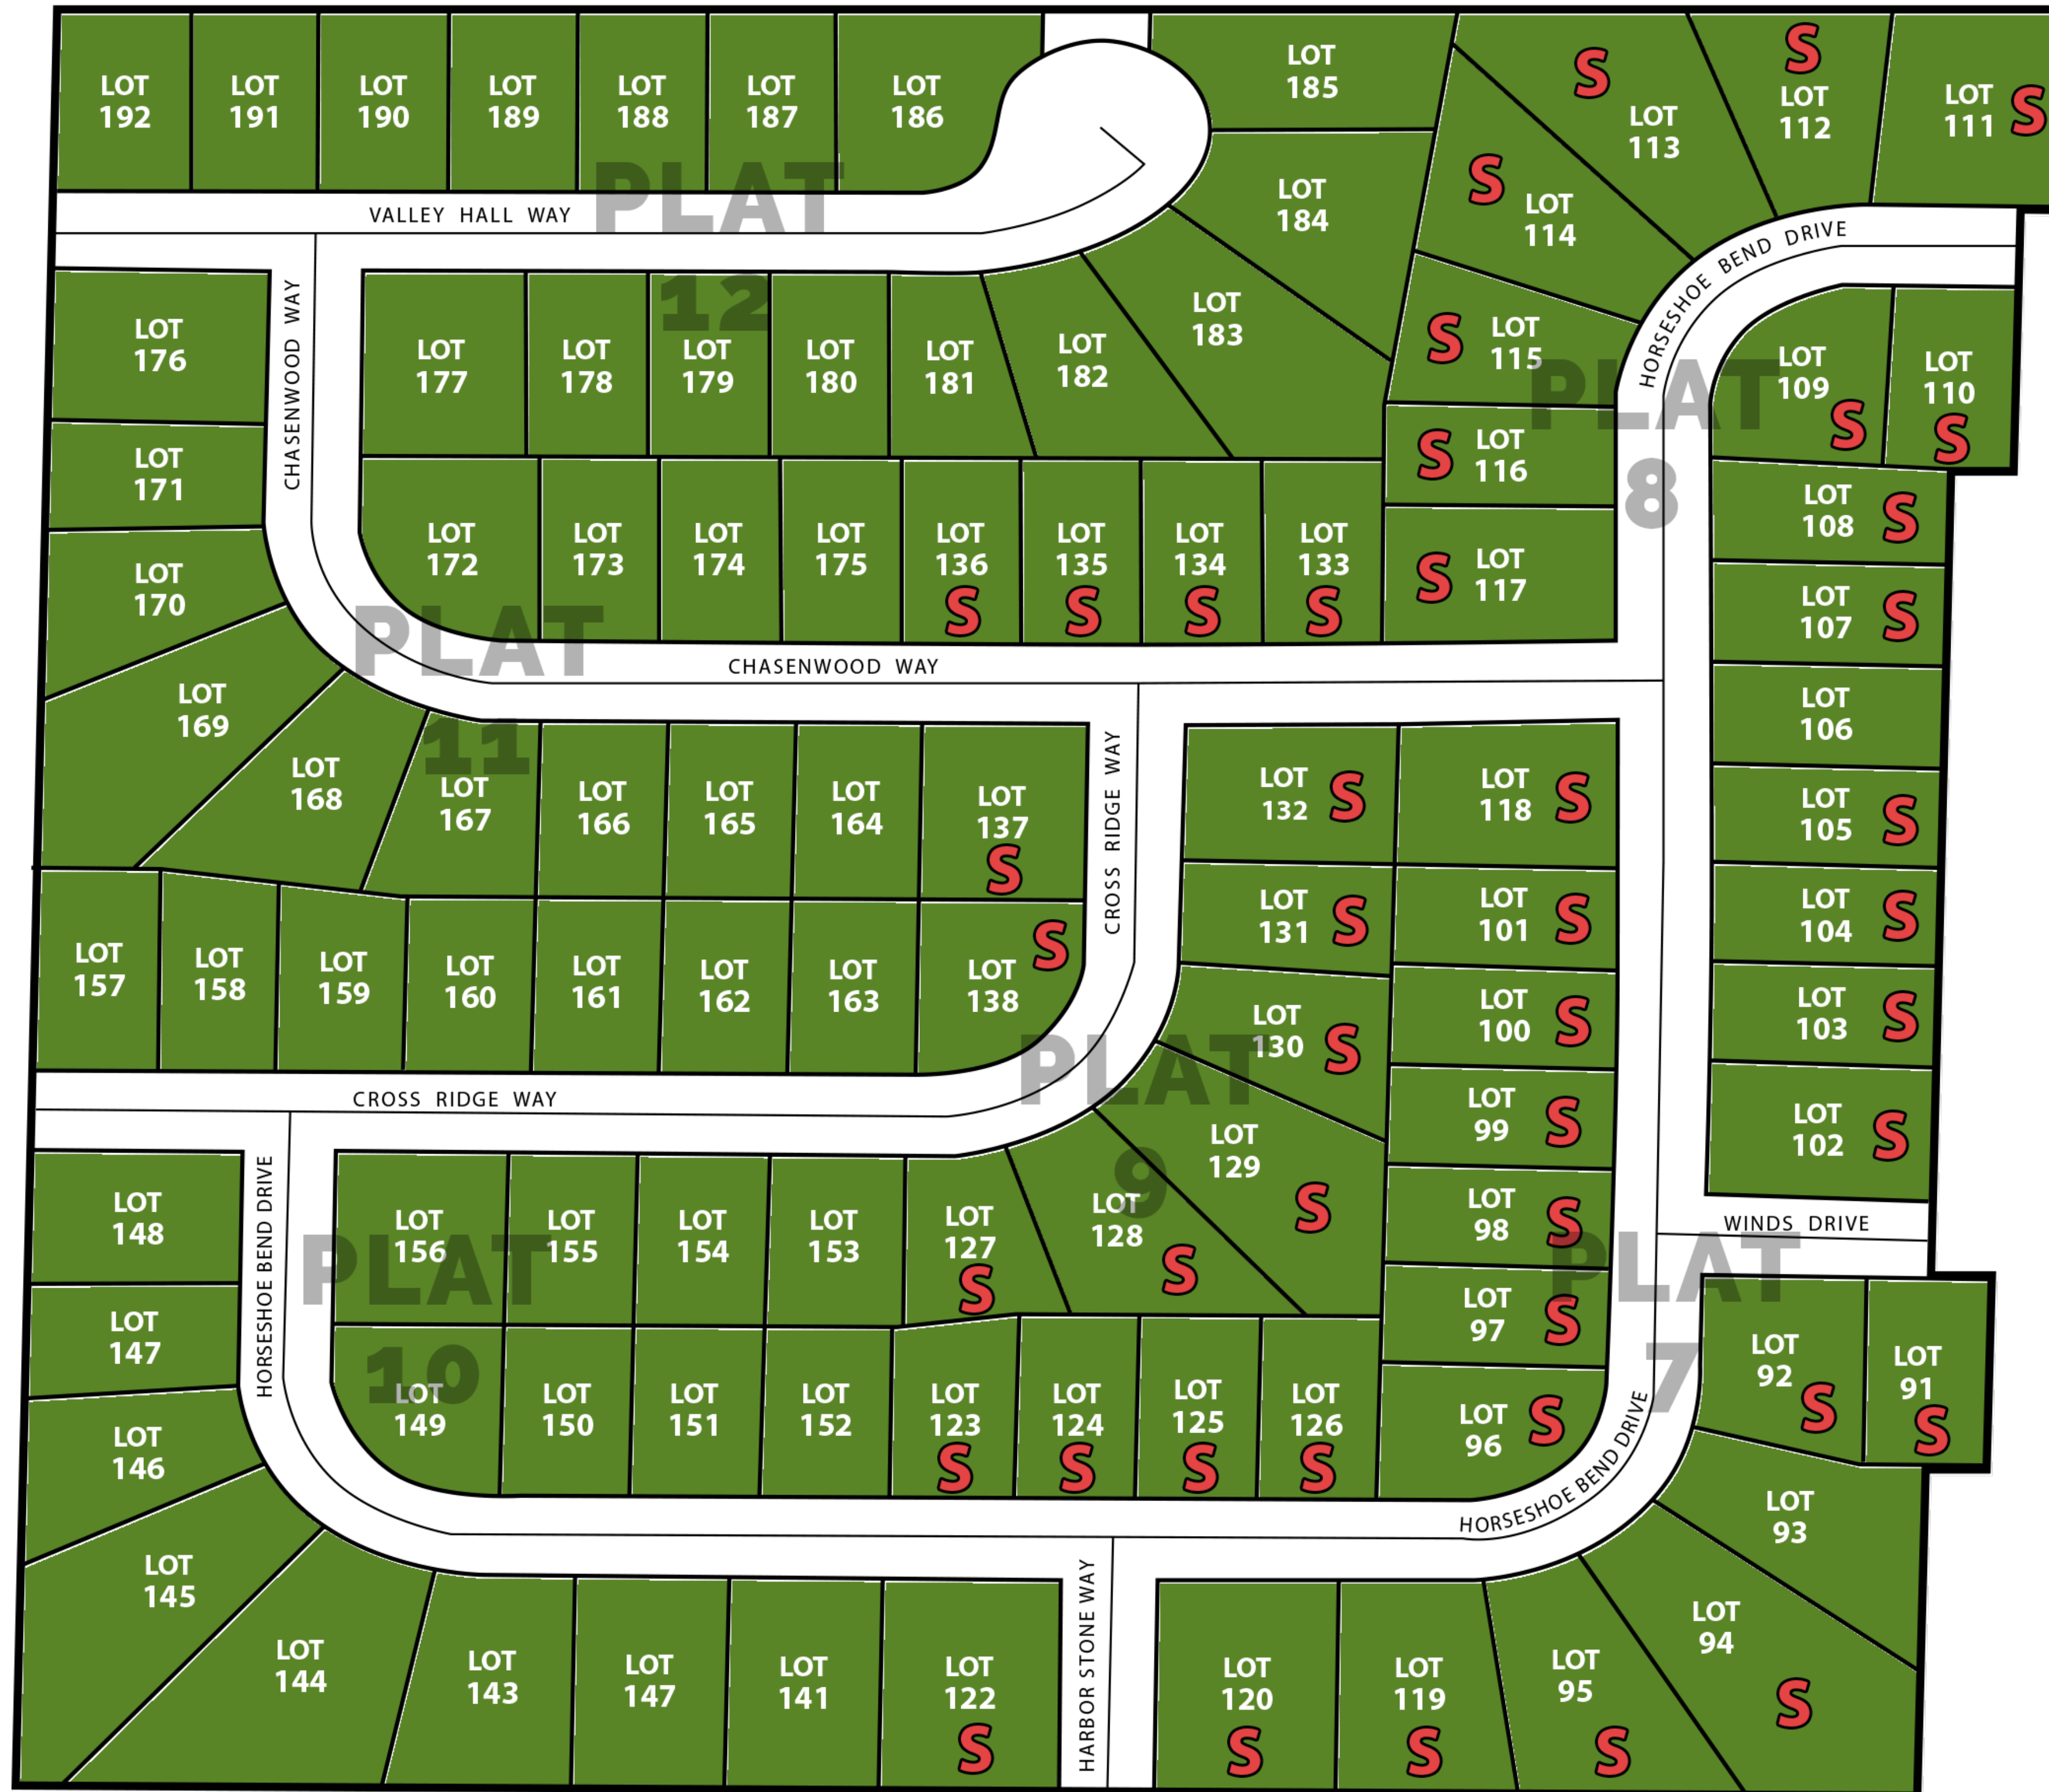 LOT
192
LOT
191
LOT
190
LOT
189
LOT
188
LOT
187
LOT
186
LOT
185
S
LOT
113
S
LOT
112
LOT
111
S
VALLEY HALL WAY
PLAT
12
LOT
184
S
LOT
114
HORSESHOE BEND DRIVE
LOT
176
CHASENWOOD WAY
LOT
177
LOT
178
LOT
179
LOT
180
LOT
181
LOT
182
LOT
183
S
LOT
115
PLAT
8
LOT
109
S
LOT
110
S
LOT
171
S
LOT
116
LOT
108
S
LOT
170
LOT
172
LOT
173
LOT
174
LOT
175
LOT
136
S
LOT
135
S
LOT
134
S
LOT
133
S
S
LOT
117
LOT
107
S
PLAT
11
CHASENWOOD WAY
LOT
106
LOT
169
LOT
168
LOT
167
LOT
166
LOT
165
LOT
164
LOT
137
S
CROSS RIDGE WAY
LOT
132
S
LOT
118
S
LOT
105
S
LOT
131
S
LOT
101
S
LOT
104
S
LOT
157
LOT
158
LOT
159
LOT
160
LOT
161
LOT
162
LOT
163
S
LOT
138
LOT
130
S
LOT
100
S
LOT
103
S
CROSS RIDGE WAY
PLAT
9
LOT
99
S
LOT
102
S
LOT
129
S
LOT
148
HORSESHOE BEND DRIVE
PLAT
10
LOT
156
LOT
155
LOT
154
LOT
153
LOT
127
S
LOT
128
S
LOT
98
S
WINDS DRIVE
PLAT
7
LOT
147
LOT
97
S
LOT
92
S
LOT
91
S
LOT
146
LOT
149
LOT
150
LOT
151
LOT
152
LOT
123
S
LOT
124
S
LOT
125
S
LOT
126
S
LOT
96
S
HORSESHOE BEND DRIVE
LOT
93
LOT
145
LOT
144
LOT
143
LOT
147
LOT
141
LOT
122
S
HARBOR STONE WAY
LOT
120
S
LOT
119
S
LOT
95
S
LOT
94
S